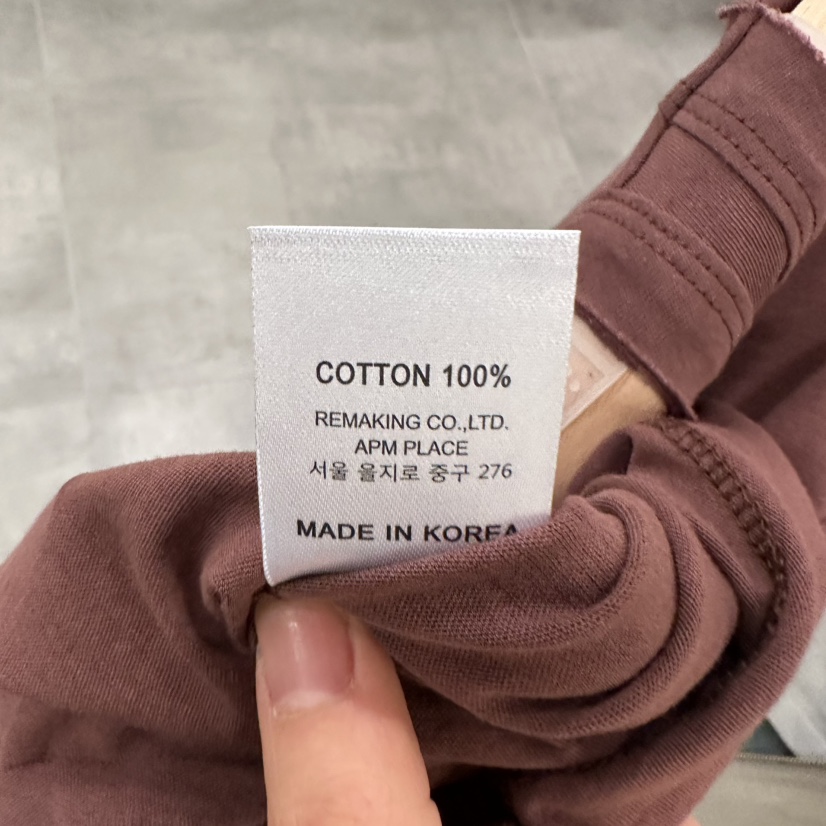 COTTON 100%
REMAKING CO.,LTD.
APM PLACE
서울 을지로 중구 276
MADE IN KOREA